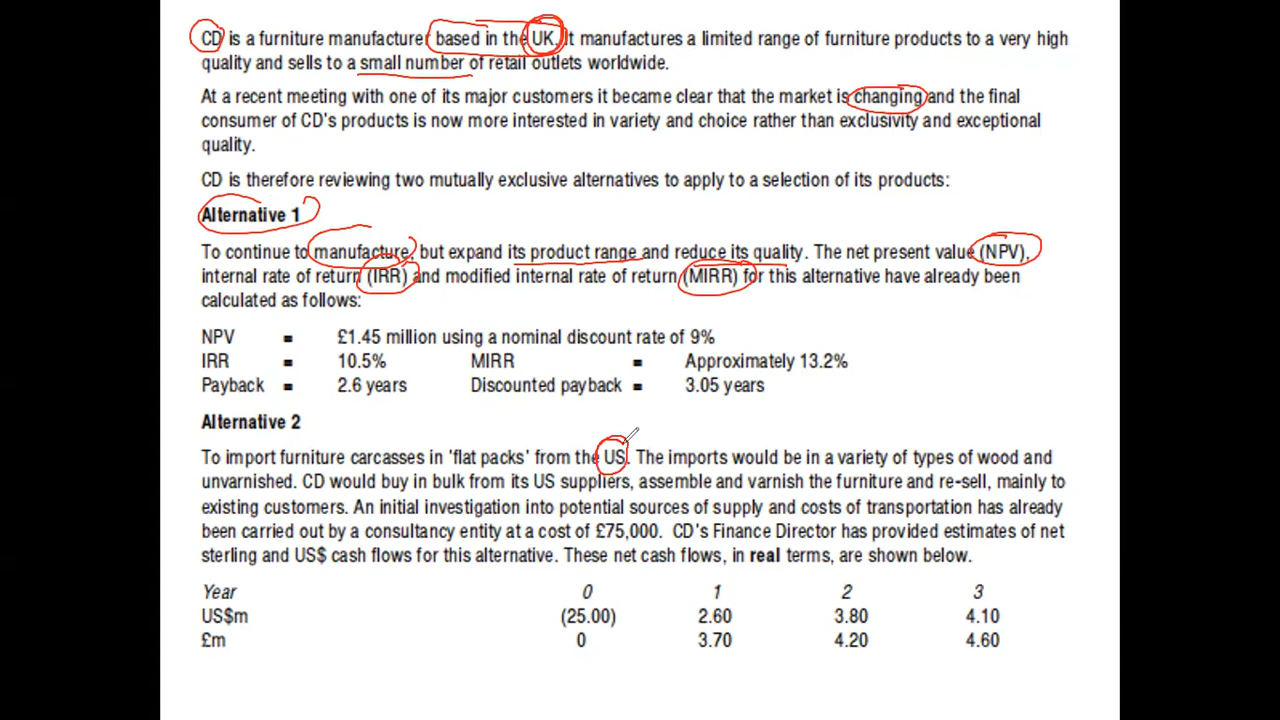 CD is a furniture manufacturer based in the UK. It manufactures a limited range of furniture products to a very high
quality and sells to a small number of retail outlets worldwide.
At a recent meeting with one of its major customers it became clear that the market is changing and the final
consumer of CD's products is now more interested in variety and choice rather than exclusivity and exceptional
quality.
CD is therefore reviewing two mutually exclusive alternatives to apply to a selection of its products:
Alternative 1
To continue to manufacture, but expand its product range and reduce its quality. The net present value (NPV),
internal rate of return (IRR) and modified internal rate of return (MIRR) for this alternative have already been
calculated as follows:
NPV = £1.45 million using a nominal discount rate of 9%
IRR = 10.5% MIRR = Approximately 13.2%
Payback = 2.6 years Discounted payback = 3.05 years
Alternative 2
To import furniture carcasses in 'flat packs' from the US. The imports would be in a variety of types of wood and
unvarnished. CD would buy in bulk from its US suppliers, assemble and varnish the furniture and re-sell, mainly to
existing customers. An initial investigation into potential sources of supply and costs of transportation has already
been carried out by a consultancy entity at a cost of £75,000. CD's Finance Director has provided estimates of net
sterling and US$ cash flows for this alternative. These net cash flows, in real terms, are shown below.
Year 0 1 2 3
US$m (25.00) 2.60 3.80 4.10
£m 0 3.70 4.20 4.60